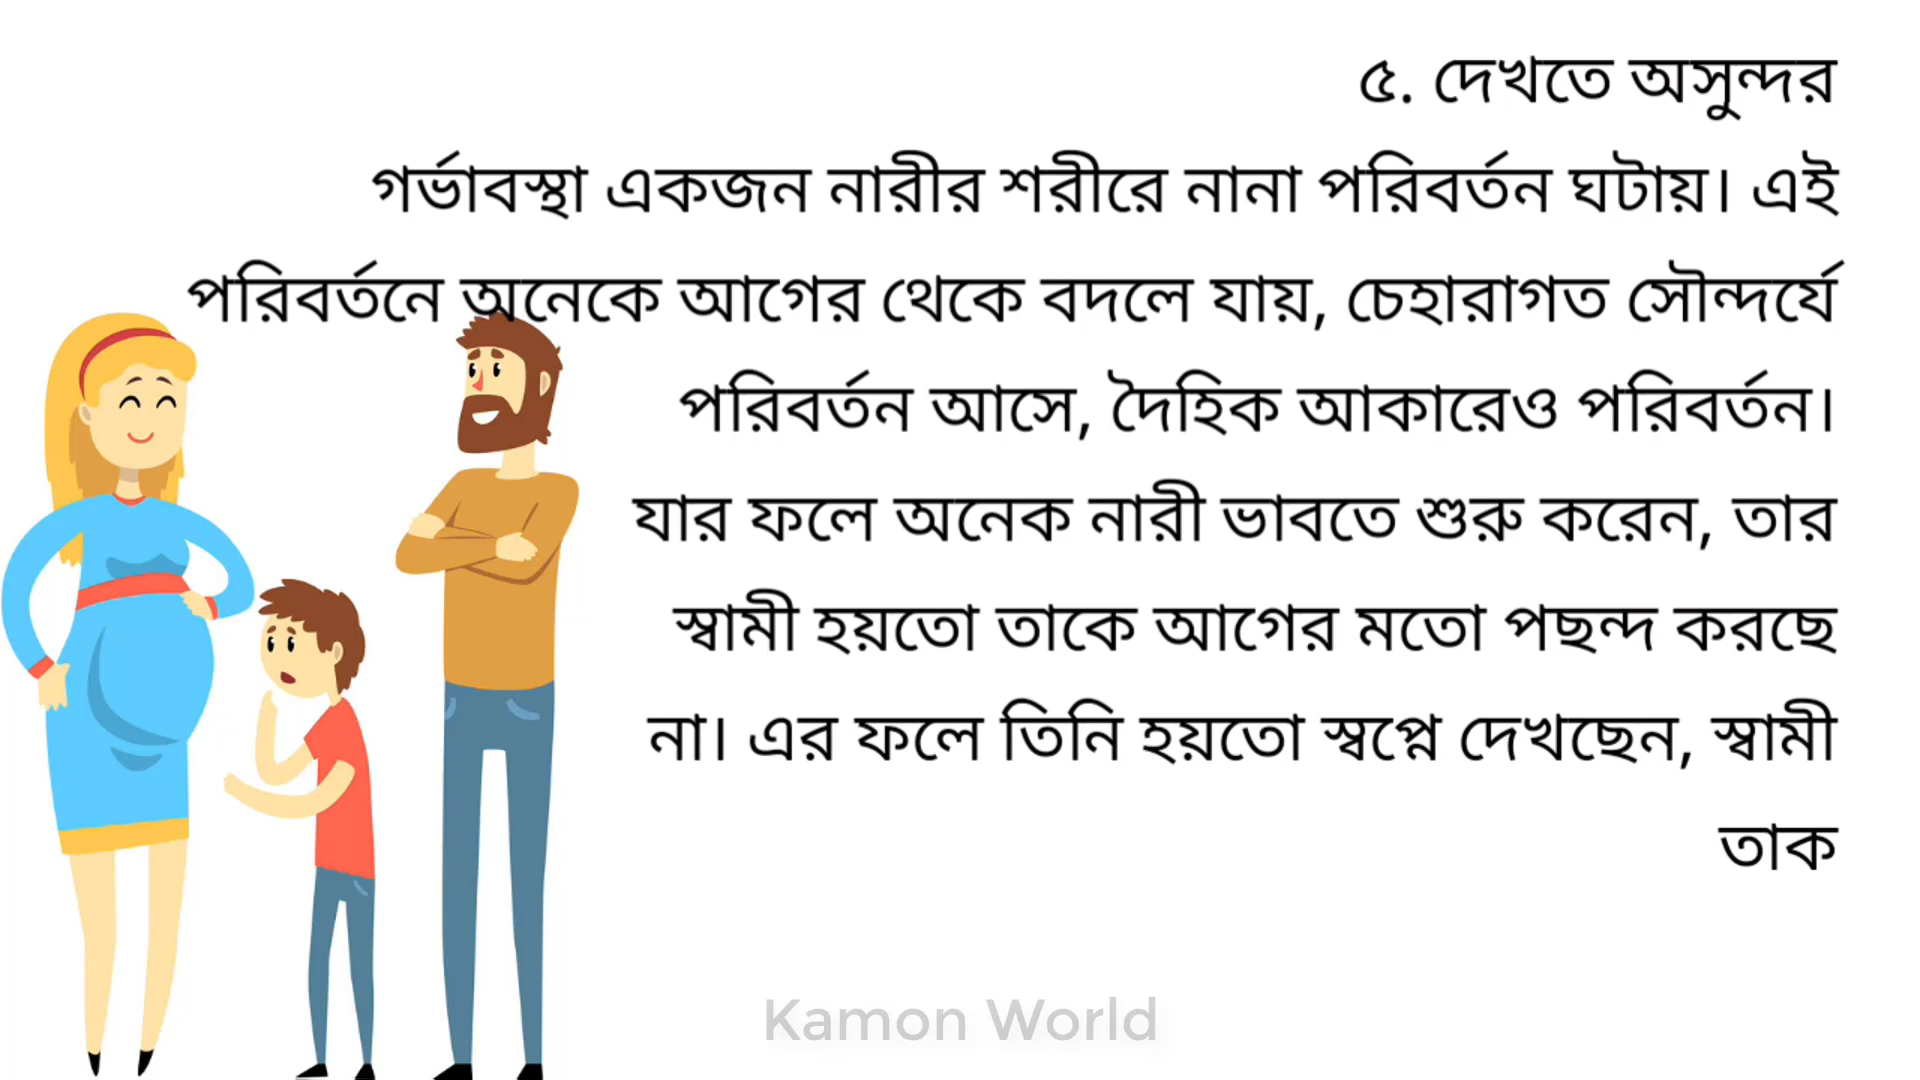 ৫. দেখতে অসুন্দর
গর্ভাবস্থা একজন নারীর শরীরে নানা পরিবর্তন ঘটায়। এই
পরিবর্তনে অনেকে আগের থেকে বদলে যায়, চেহারাগত সৌন্দর্যে
পরিবর্তন আসে, দৈহিক আকারেও পরিবর্তন।
যার ফলে অনেক নারী ভাবতে শুরু করেন, তার
স্বামী হয়তো তাকে আগের মতো পছন্দ করছে
না। এর ফলে তিনি হয়তো স্বপ্নে দেখছেন, স্বামী
তাক
Kamon World